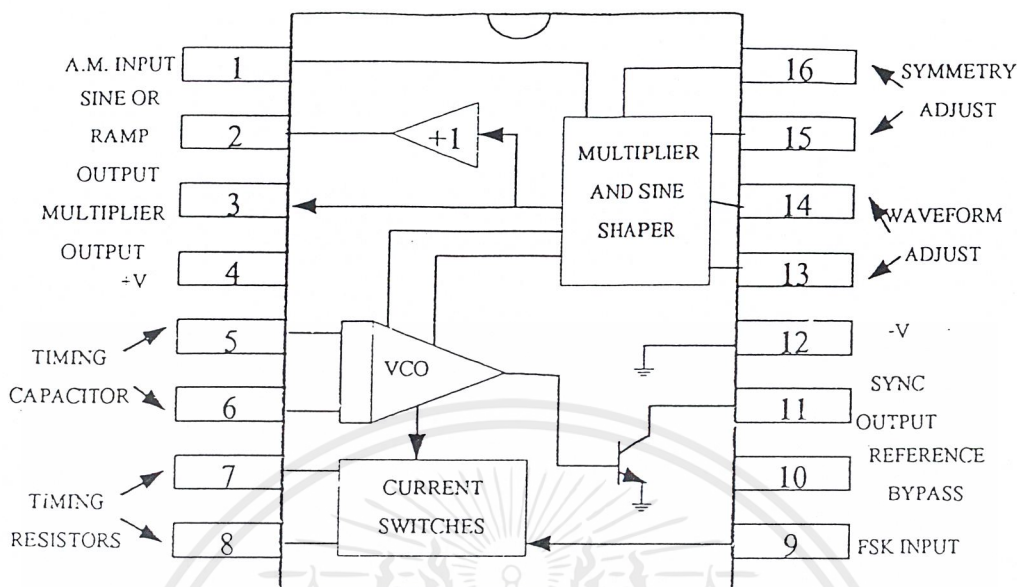 A.M. INPUT 1
SINE OR
RAMP 2
OUTPUT
MULTIPLIER 3
OUTPUT
+V 4
TIMING 5
CAPACITOR 6
7
TIMING
RESISTORS 8
+1
MULTIPLIER
AND SINE
SHAPER
VCO
CURRENT
SWITCHES
16 SYMMETRY
ADJUST
15
14 WAVEFORM
ADJUST
13
12 -V
SYNC
11 OUTPUT
REFERENCE
10 BYPASS
9 FSK INPUT